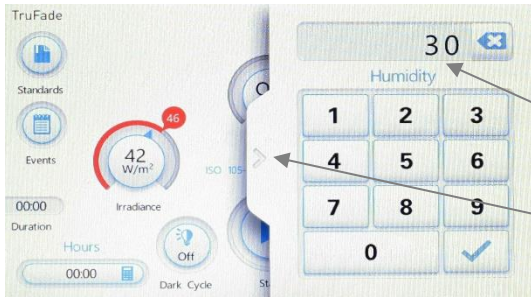 TruFade
Standards
Events
00:00
Duration
Hours
00:00
46
42
W/m²
Irradiance
Off
Dark Cycle
ISO 105-
30
Humidity
1 2 3
4 5 6
7 8 9
0